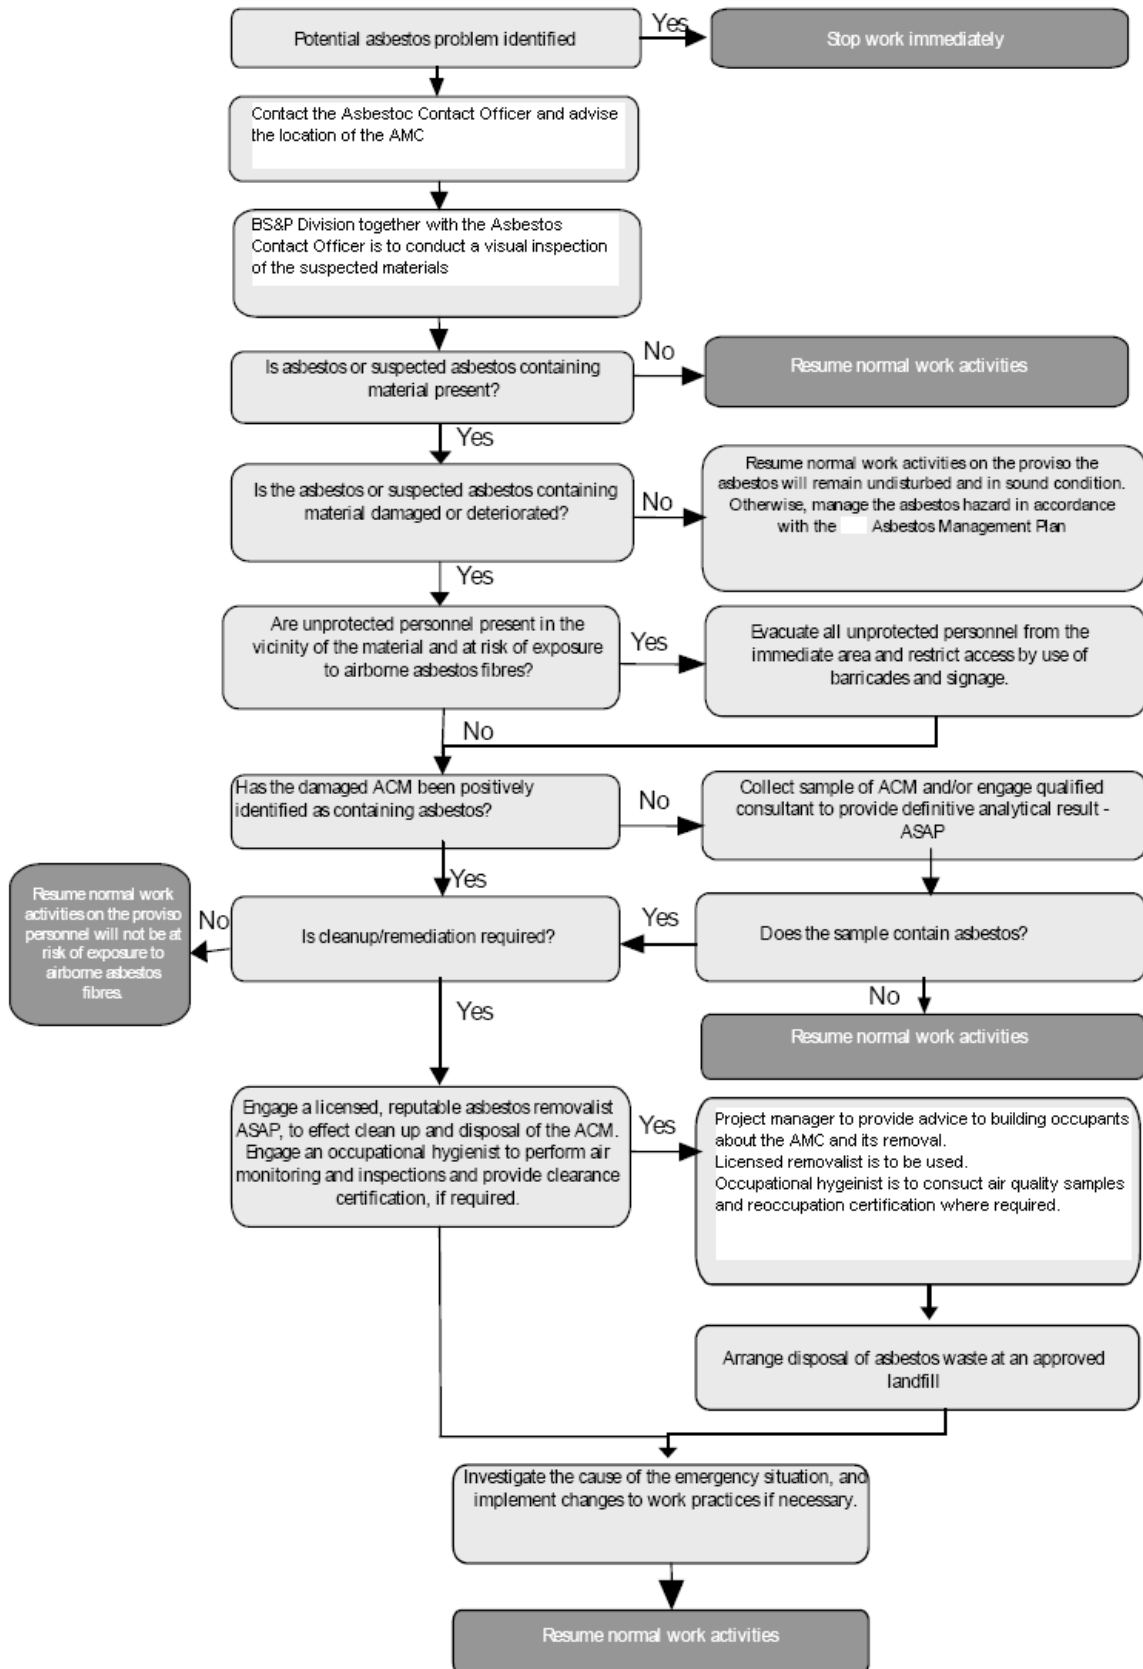 Potential asbestos problem identified
Yes
Stop work immediately
Contact the Asbestoc Contact Officer and advise
the location of the AMC
BS&P Division together with the Asbestos
Contact Officer is to conduct a visual inspection
of the suspected materials
Is asbestos or suspected asbestos containing
material present?
No
Resume normal work activities
Yes
Is the asbestos or suspected asbestos containing
material damaged or deteriorated?
No
Resume normal work activities on the proviso the
asbestos will remain undisturbed and in sound condition.
Otherwise, manage the asbestos hazard in accordance
with the Asbestos Management Plan
Yes
Are unprotected personnel present in the
vicinity of the material and at risk of exposure
to airborne asbestos fibres?
Yes
Evacuate all unprotected personnel from the
immediate area and restrict access by use of
barricades and signage.
No
Has the damaged ACM been positively
identified as containing asbestos?
No
Collect sample of ACM and/or engage qualified
consultant to provide definitive analytical result -
ASAP
Yes
Resume normal work
activities on the proviso
personnel will not be at
risk of exposure to
airborne asbestos
fibres.
No
Is cleanup/remediation required?
Yes
Does the sample contain asbestos?
No
Resume normal work activities
Yes
Engage a licensed, reputable asbestos removalist
ASAP, to effect clean up and disposal of the ACM.
Engage an occupational hygienist to perform air
monitoring and inspections and provide clearance
certification, if required.
Yes
Project manager to provide advice to building occupants
about the AMC and its removal.
Licensed removalist is to be used.
Occupational hygeinist is to consuct air quality samples
and reoccupation certification where required.
Arrange disposal of asbestos waste at an approved
landfill
Investigate the cause of the emergency situation, and
implement changes to work practices if necessary.
Resume normal work activities